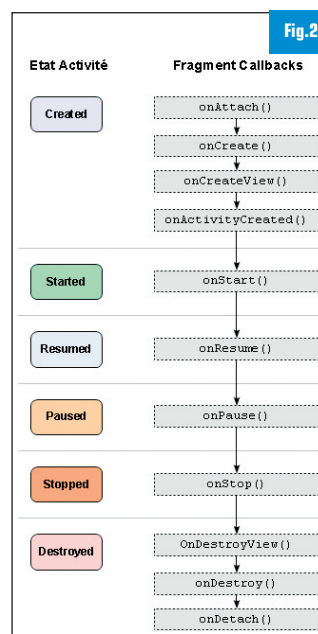 Fig.2
Etat Activité Fragment Callbacks
Created
onAttach()
onCreate()
onCreateView()
onActivityCreated()
Started
onStart()
Resumed
onResume()
Paused
onPause()
Stopped
onStop()
Destroyed
OnDestroyView()
onDestroy()
onDetach()